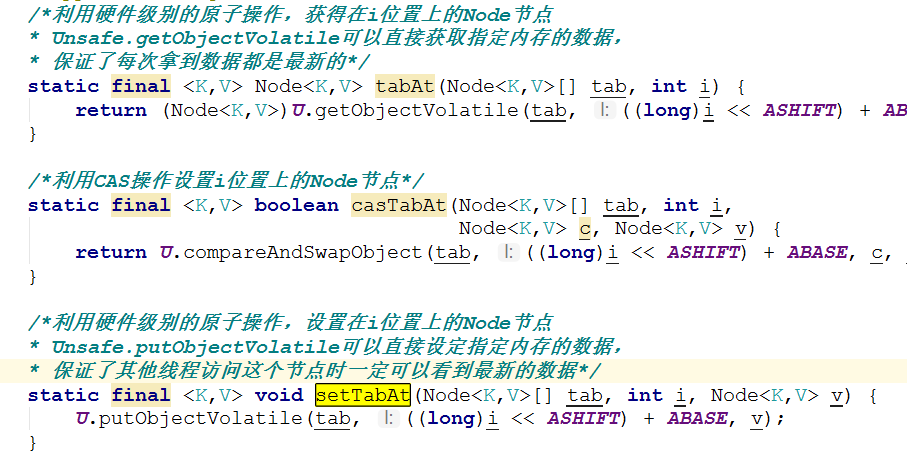 /*利用硬件级别的原子操作，获得在i位置上的Node节点
* Unsafe.getObjectVolatile可以直接获取指定内存的数据，
* 保证了每次拿到数据都是最新的*/
static final <K,V> Node<K,V> tabAt(Node<K,V>[] tab, int i) {
return (Node<K,V>)U.getObjectVolatile(tab, l: ((long)i << ASHIFT) + AB
}
/*利用CAS操作设置i位置上的Node节点*/
static final <K,V> boolean casTabAt(Node<K,V>[] tab, int i,
Node<K,V> c, Node<K,V> v) {
return U.compareAndSwapObject(tab, l: ((long)i << ASHIFT) + ABASE, c,
}
/*利用硬件级别的原子操作，设置在i位置上的Node节点
* Unsafe.putObjectVolatile可以直接设定指定内存的数据，
* 保证了其他线程访问这个节点时一定可以看到最新的数据*/
static final <K,V> void setTabAt(Node<K,V>[] tab, int i, Node<K,V> v) {
U.putObjectVolatile(tab, l: ((long)i << ASHIFT) + ABASE, v);
}